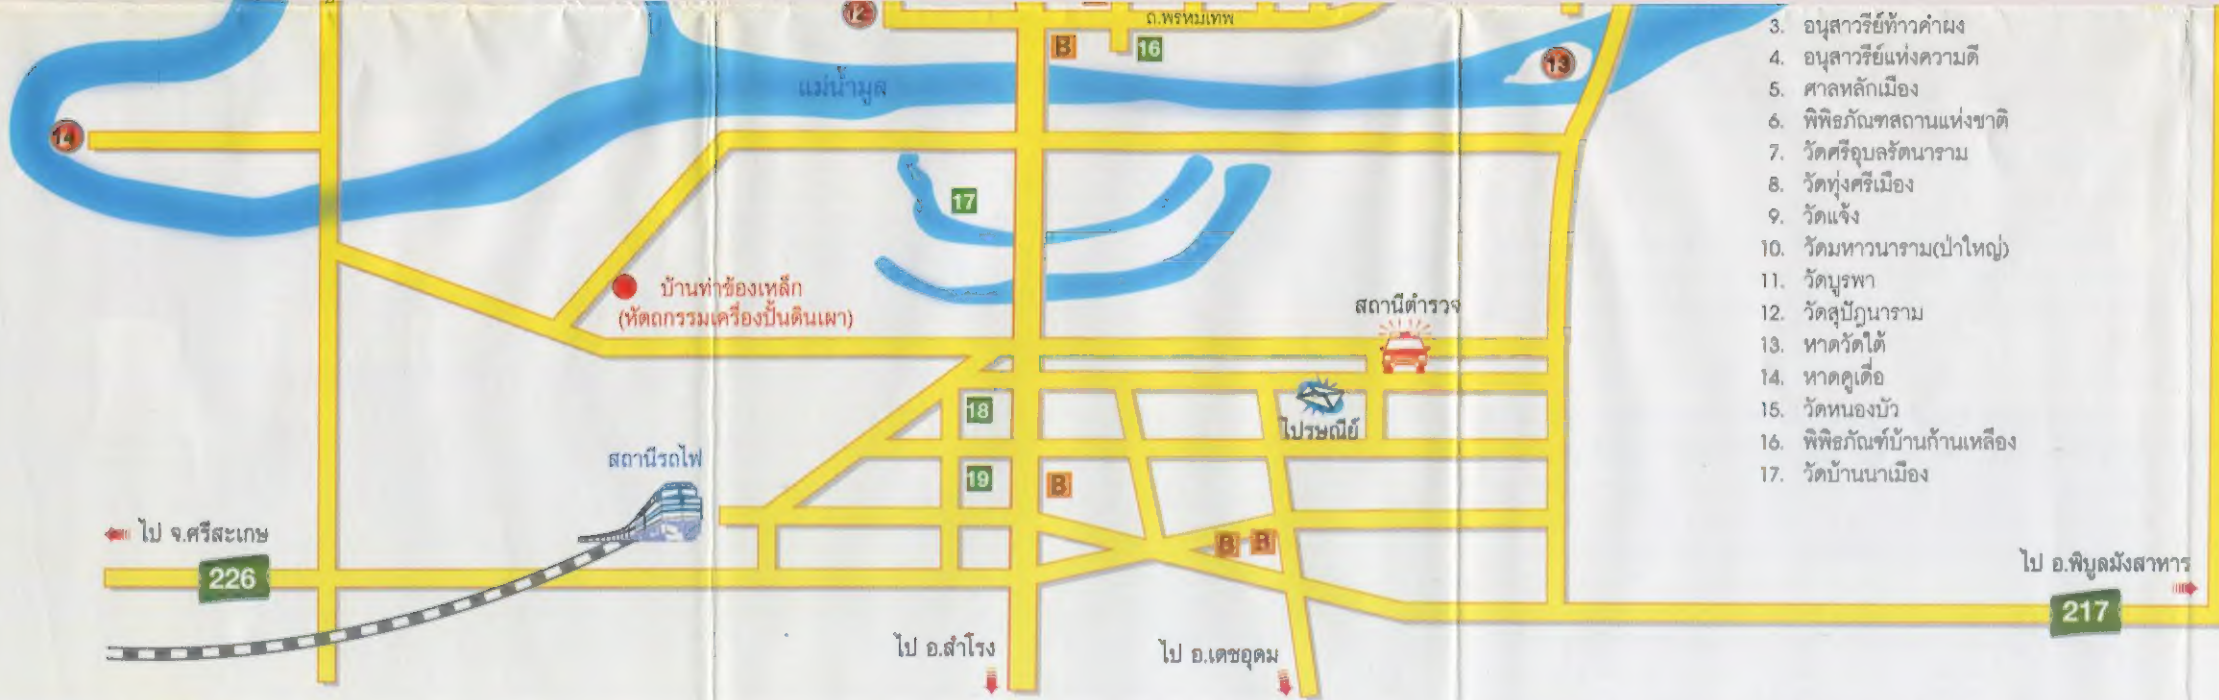 12
ถ.พรหมเทพ
B
16
13
แม่น้ำมูล
14
17
บ้านท่าข้องเหล็ก
(หัตถกรรมเครื่องปั้นดินเผา)
สถานีตำรวจ
18
ไปรษณีย์
สถานีรถไฟ
19
B
B B
ไป จ.ศรีสะเกษ
226
ไป อ.สำโรง
ไป อ.เดชอุดม
ไป อ.พิบูลมังสาหาร
217
3. อนุสาวรีย์ท้าวคำผง
4. อนุสาวรีย์แห่งความดี
5. ศาลหลักเมือง
6. พิพิธภัณฑสถานแห่งชาติ
7. วัดศรีอุบลรัตนาราม
8. วัดทุ่งศรีเมือง
9. วัดแจ้ง
10. วัดมหาวนาราม(ป่าใหญ่)
11. วัดบูรพา
12. วัดสุปัฏนาราม
13. หาดวัดใต้
14. หาดคูเดื่อ
15. วัดหนองบัว
16. พิพิธภัณฑ์บ้านก้านเหลือง
17. วัดบ้านนาเมือง